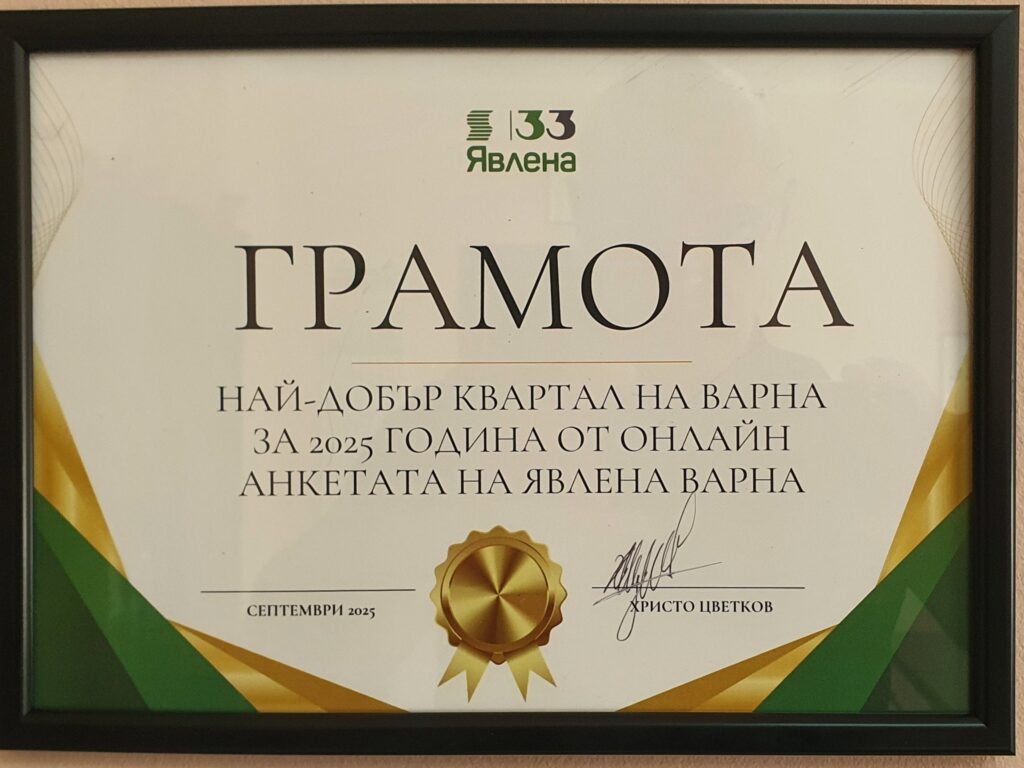 33
Явлена
ГРАМОТА
НАЙ-ДОБЪР КВАРТАЛ НА ВАРНА
ЗА 2025 ГОДИНА ОТ ОНЛАЙН
АНКЕТАТА НА ЯВЛЕНА ВАРНА
СЕПТЕМВРИ 2025
ХРИСТО ЦВЕТКОВ